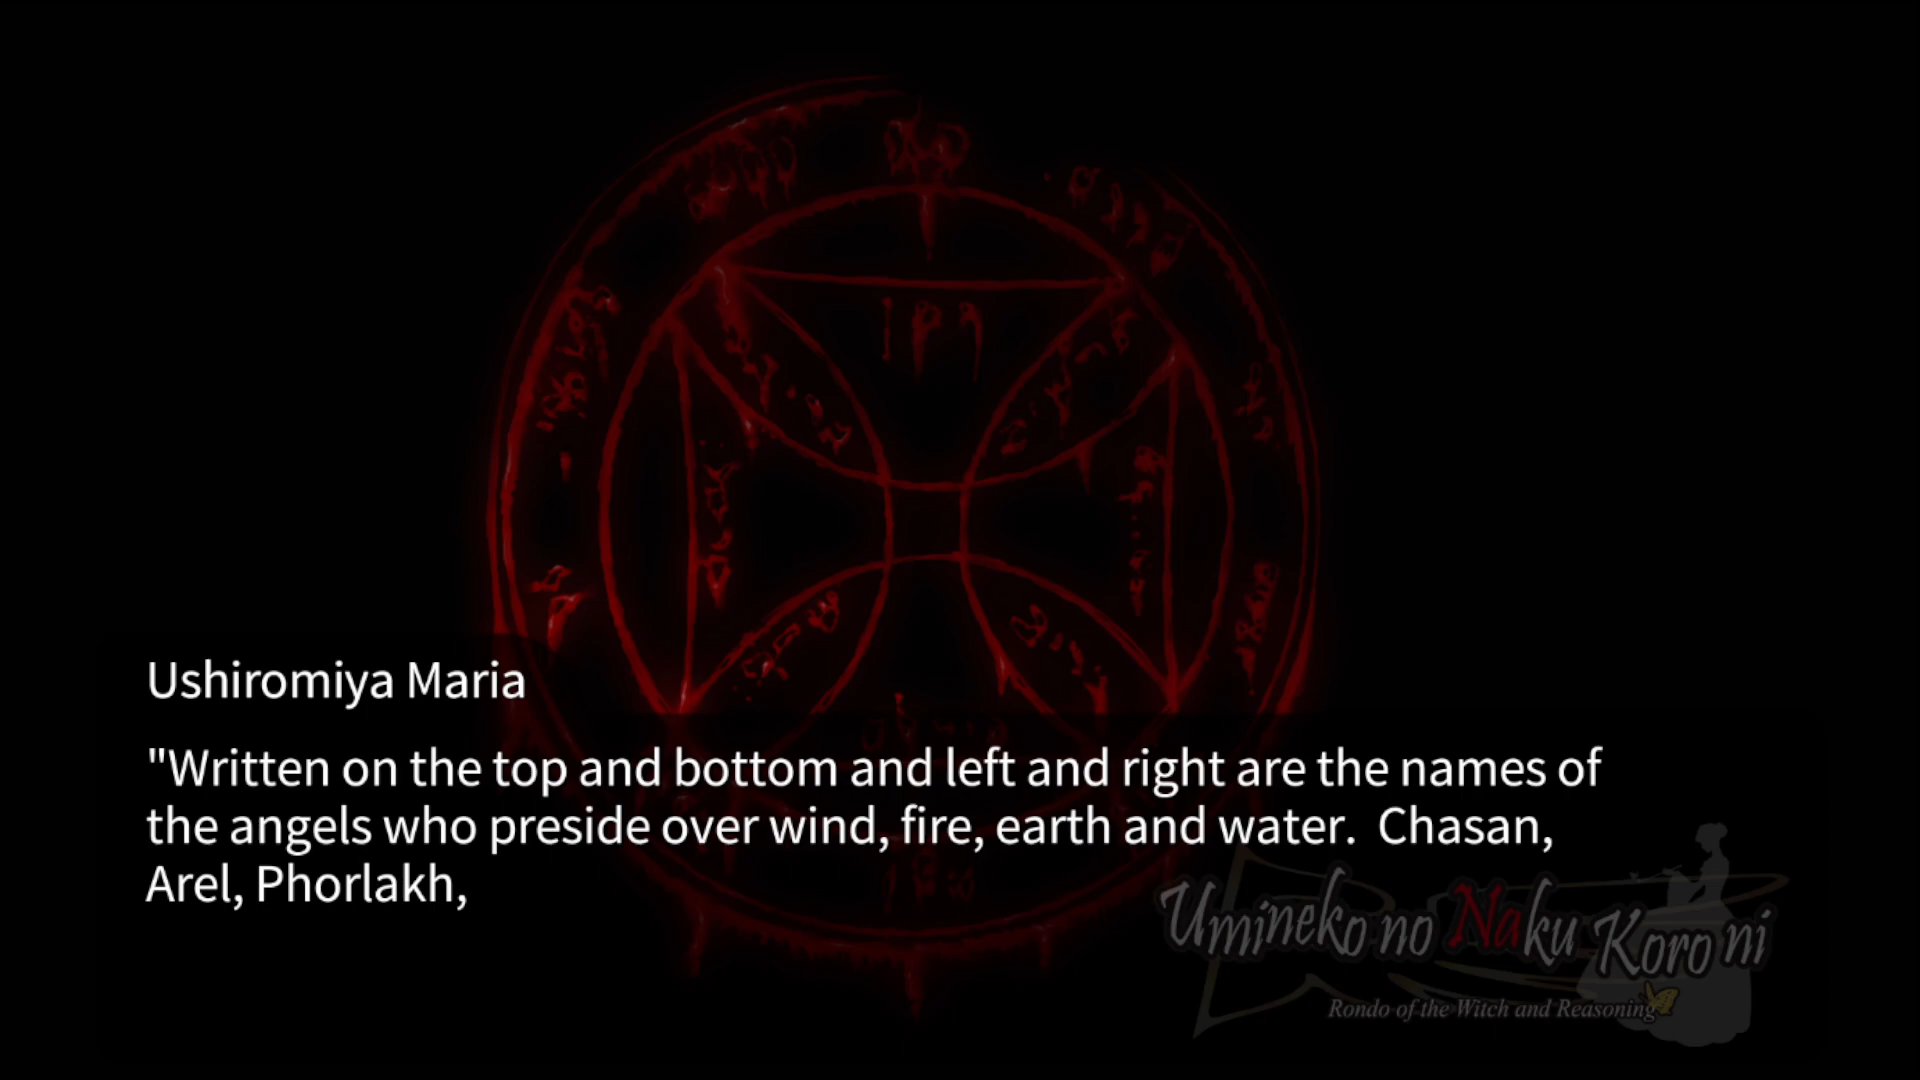 Ushiromiya Maria
"Written on the top and bottom and left and right are the names of
the angels who preside over wind, fire, earth and water.  Chasan,
Arel, Phorlakh,
Umineko no Naku Koro ni
Rondo of the Witch and Reasoning